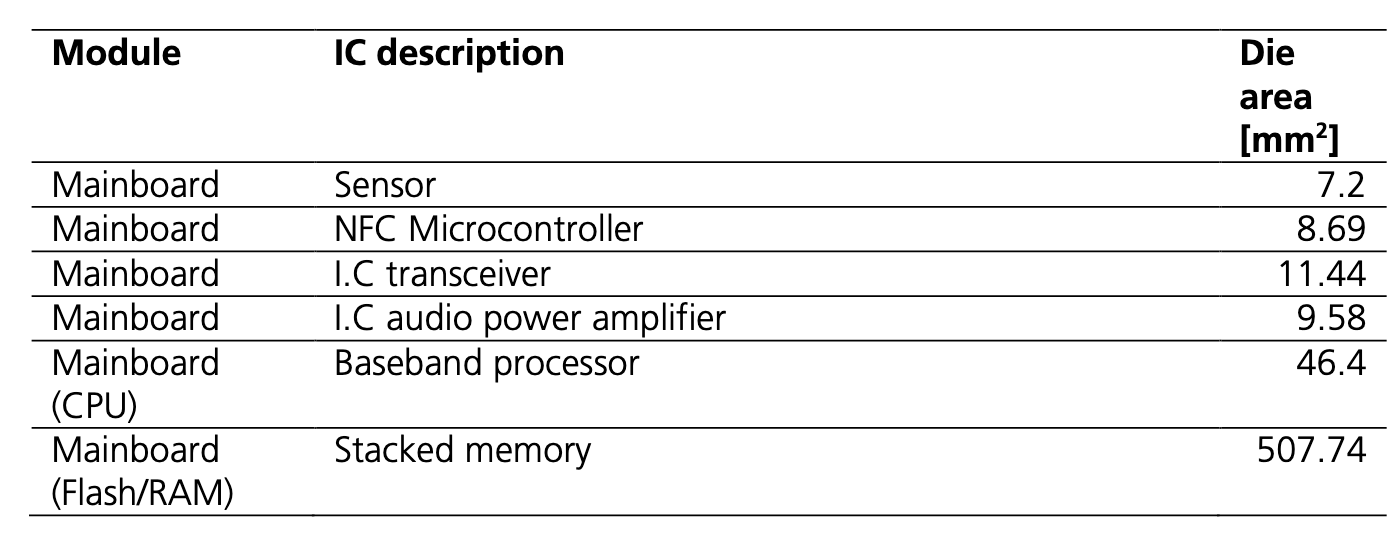 Module IC description Die
area
[mm²]
Mainboard Sensor 7.2
Mainboard NFC Microcontroller 8.69
Mainboard I.C transceiver 11.44
Mainboard I.C audio power amplifier 9.58
Mainboard Baseband processor 46.4
(CPU)
Mainboard Stacked memory 507.74
(Flash/RAM)